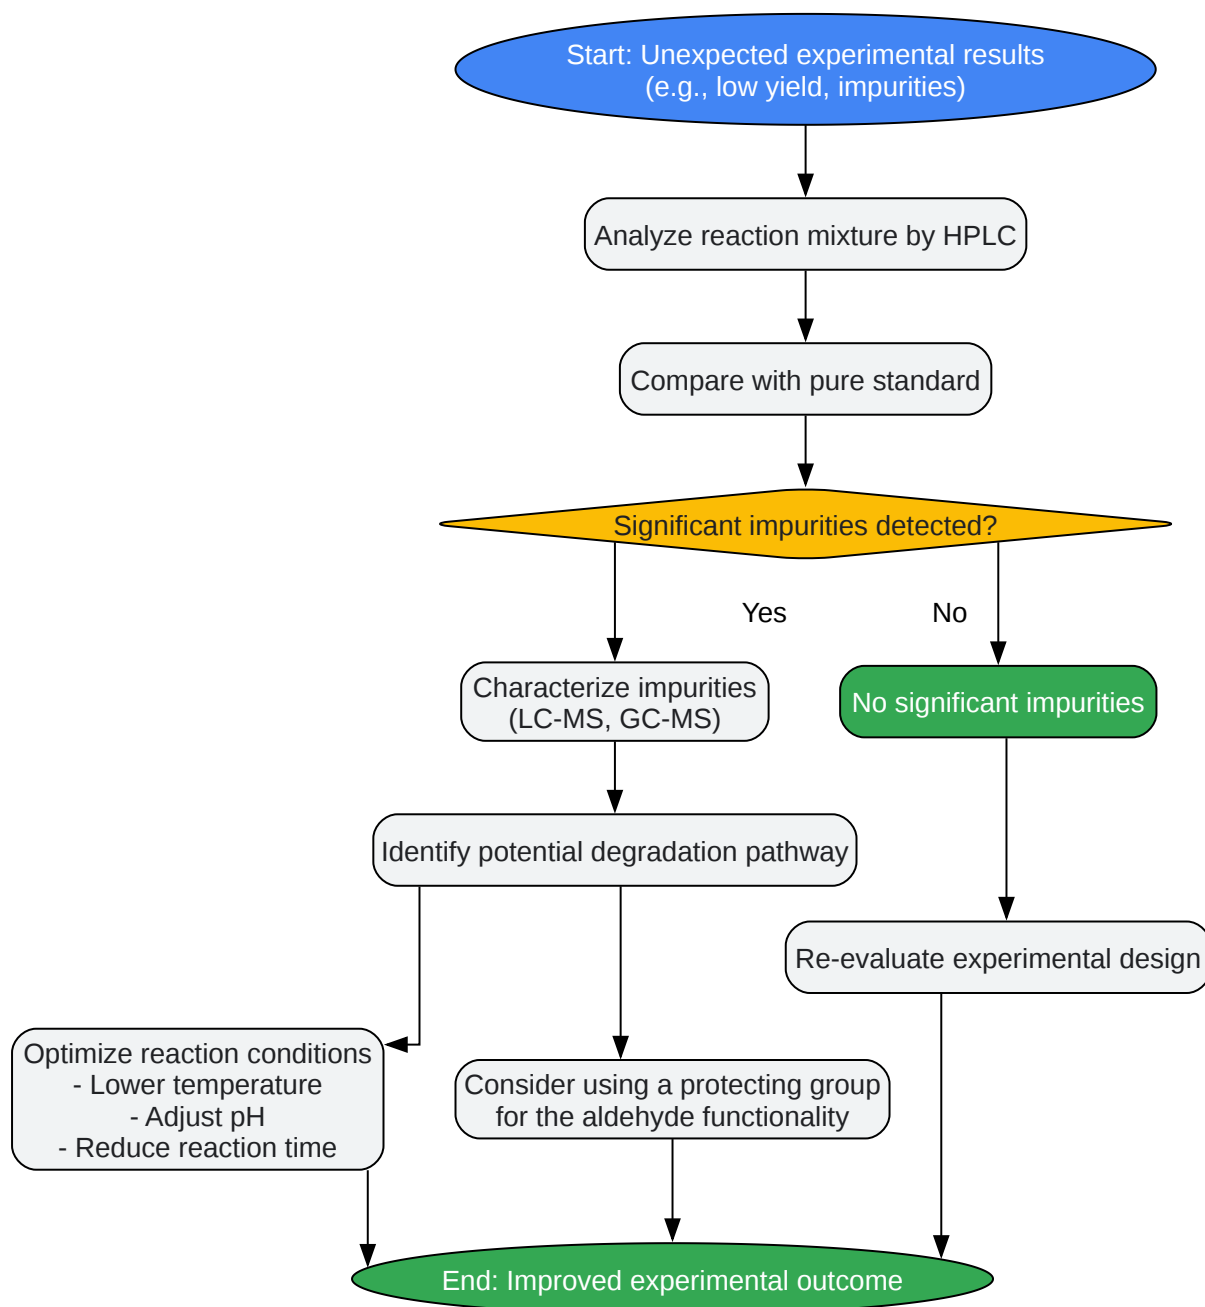 Start: Unexpected experimental results
(e.g., low yield, impurities)
Analyze reaction mixture by HPLC
Compare with pure standard
Significant impurities detected?
Yes
No
Characterize impurities
(LC-MS, GC-MS)
No significant impurities
Identify potential degradation pathway
Re-evaluate experimental design
Optimize reaction conditions
- Lower temperature
- Adjust pH
- Reduce reaction time
Consider using a protecting group
for the aldehyde functionality
End: Improved experimental outcome